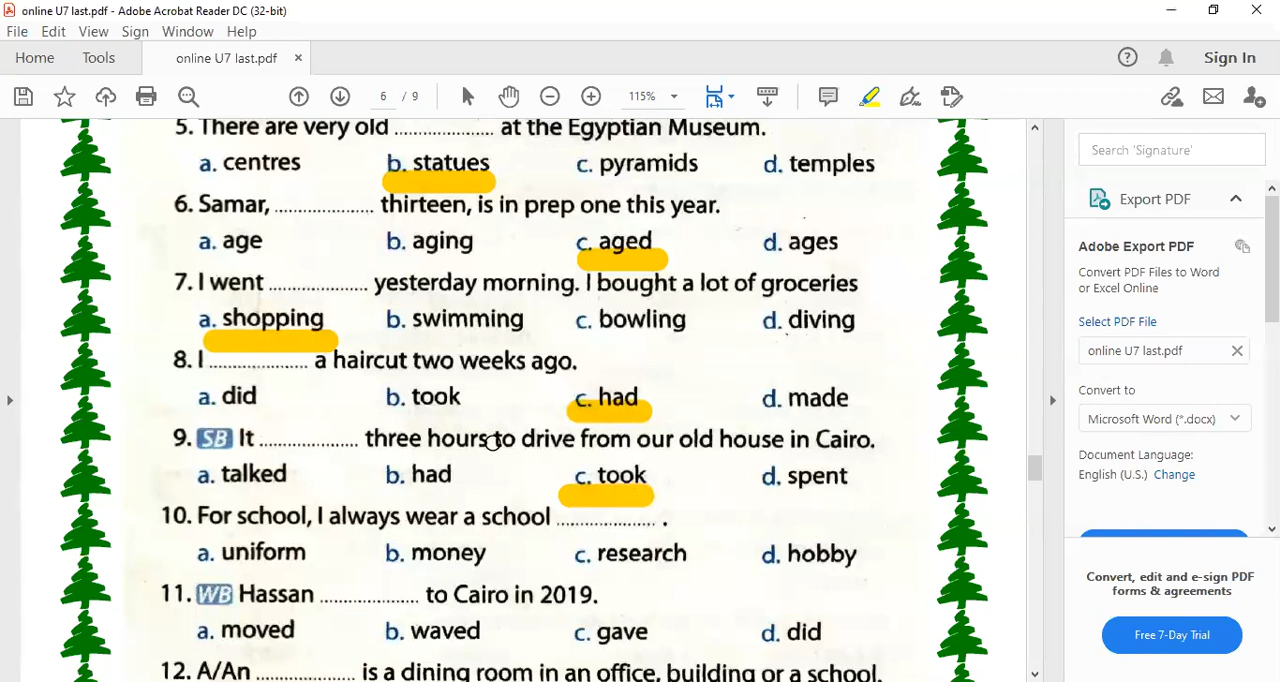 online U7 last.pdf - Adobe Acrobat Reader DC (32-bit)
File Edit View Sign Window Help
Home Tools online U7 last.pdf × Sign In
6 / 9 115%
5. There are very old .................... at the Egyptian Museum.
a. centres b. statues c. pyramids d. temples
6. Samar, .................... thirteen, is in prep one this year.
a. age b. aging c. aged d. ages
7. I went .................... yesterday morning. I bought a lot of groceries
a. shopping b. swimming c. bowling d. diving
8. I .................... a haircut two weeks ago.
a. did b. took c. had d. made
9. SB It .................... three hours to drive from our old house in Cairo.
a. talked b. had c. took d. spent
10. For school, I always wear a school .................... .
a. uniform b. money c. research d. hobby
11. WB Hassan .................... to Cairo in 2019.
a. moved b. waved c. gave d. did
12. A/An .................... is a dining room in an office, building or a school.
Search 'Signature'
Export PDF
Adobe Export PDF
Convert PDF Files to Word
or Excel Online
Select PDF File
online U7 last.pdf
Convert to
Microsoft Word (*.docx)
Document Language:
English (U.S.) Change
Convert, edit and e-sign PDF
forms & agreements
Free 7-Day Trial